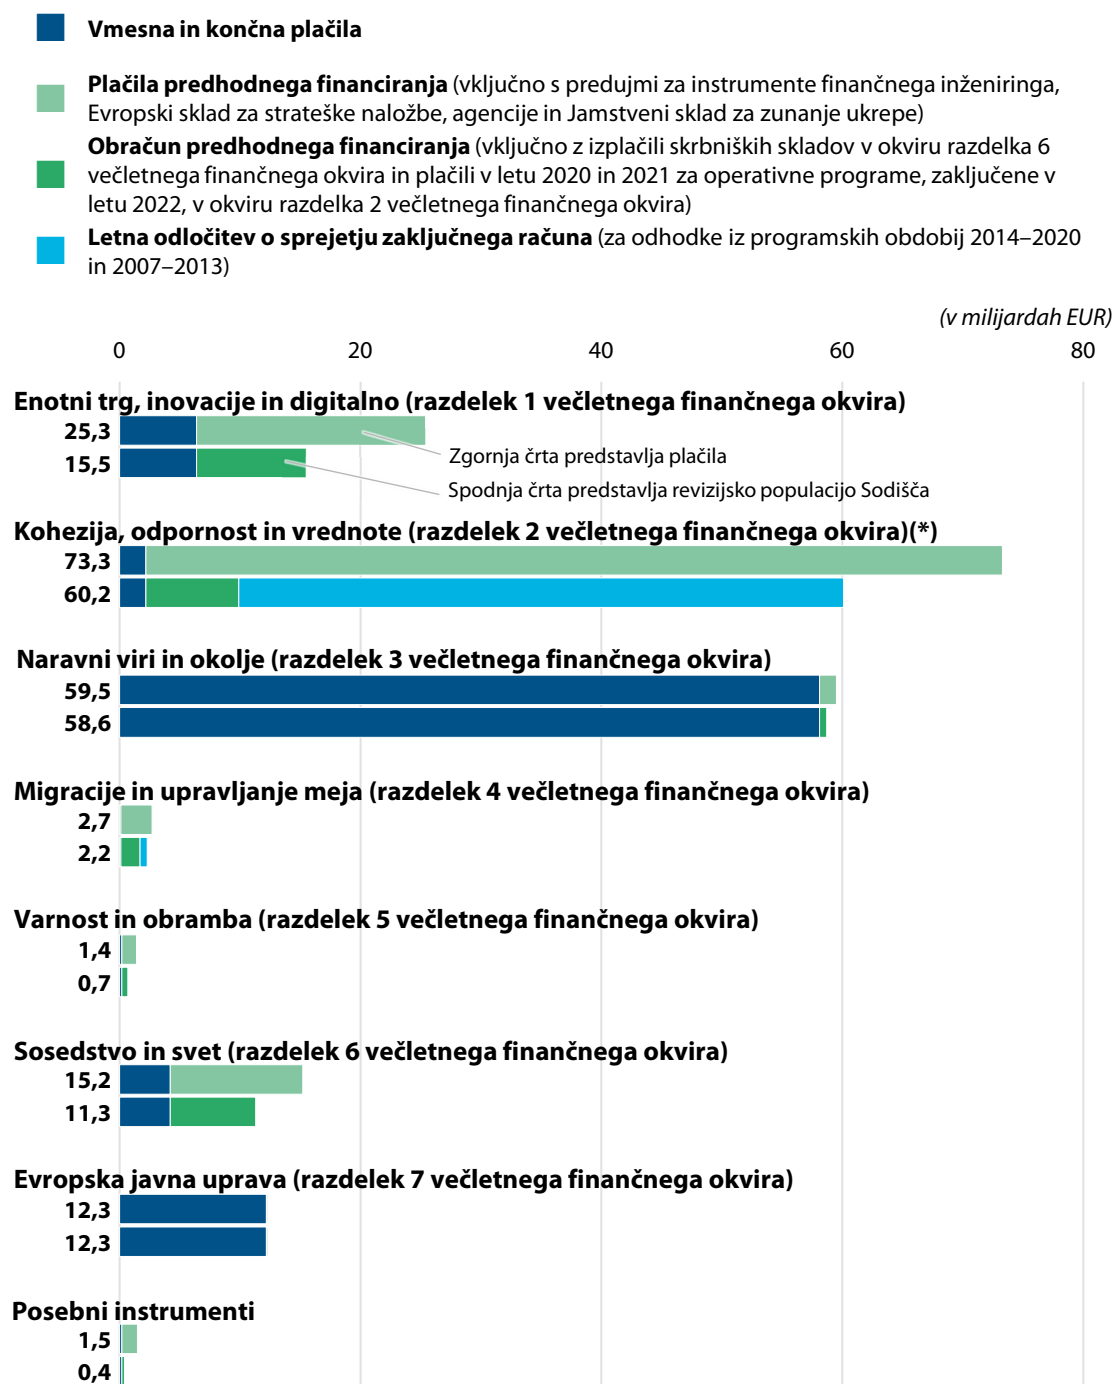 Vmesna in končna plačila
Plačila predhodnega financiranja (vključno s predujmi za instrumente finančnega inženiringa,
Evropski sklad za strateške naložbe, agencije in Jamstveni sklad za zunanje ukrepe)
Obračun predhodnega financiranja (vključno z izplačili skrbniških skladov v okviru razdelka 6
večletnega finančnega okvira in plačili v letu 2020 in 2021 za operativne programe, zaključene v
letu 2022, v okviru razdelka 2 večletnega finančnega okvira)
Letna odločitev o sprejetju zaključnega računa (za odhodke iz programskih obdobij 2014–2020
in 2007–2013)
(v milijardah EUR)
0 20 40 60 80
Enotni trg, inovacije in digitalno (razdelek 1 večletnega finančnega okvira)
25,3
15,5
Zgornja črta predstavlja plačila
Spodnja črta predstavlja revizijsko populacijo Sodišča
Kohezija, odpornost in vrednote (razdelek 2 večletnega finančnega okvira)(*)
73,3
60,2
Naravni viri in okolje (razdelek 3 večletnega finančnega okvira)
59,5
58,6
Migracije in upravljanje meja (razdelek 4 večletnega finančnega okvira)
2,7
2,2
Varnost in obramba (razdelek 5 večletnega finančnega okvira)
1,4
0,7
Sosedstvo in svet (razdelek 6 večletnega finančnega okvira)
15,2
11,3
Evropska javna uprava (razdelek 7 večletnega finančnega okvira)
12,3
12,3
Posebni instrumenti
1,5
0,4